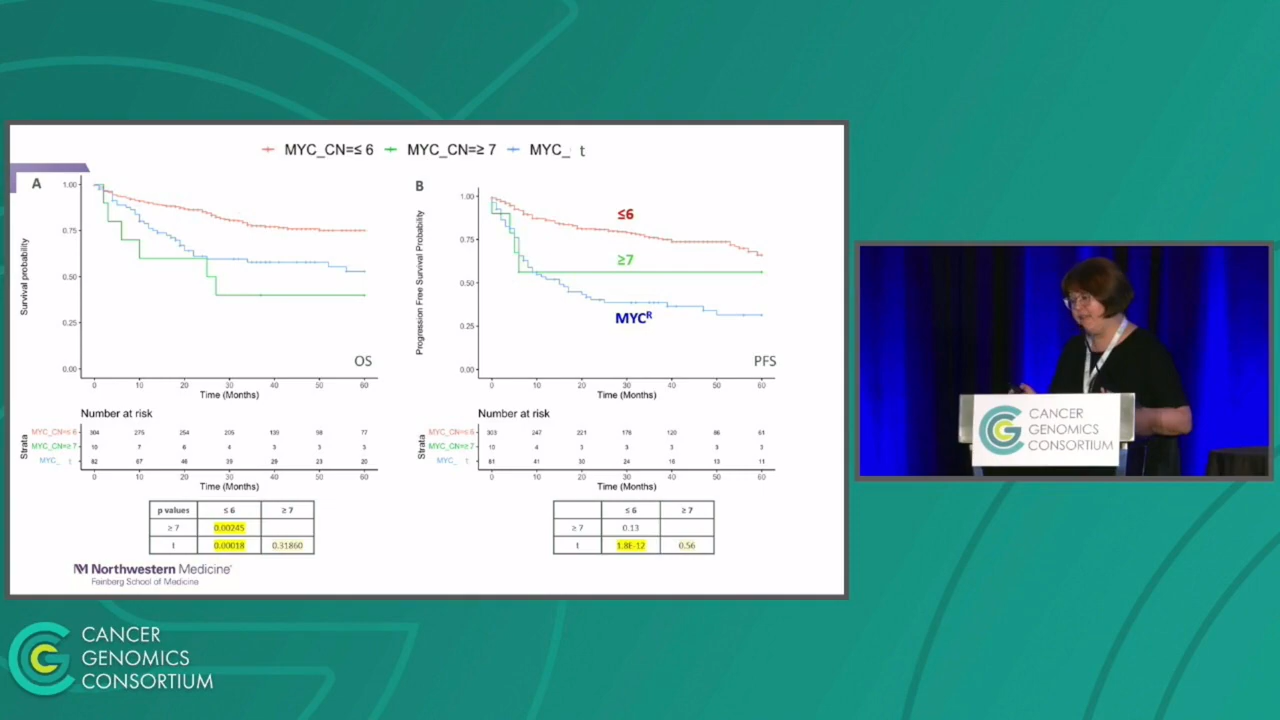 MYC_CN=≤ 6 MYC_CN=≥ 7 MYC_ t
A
1.00
0.75
0.50
0.25
0.00
Survival probability
OS
0 10 20 30 40 50 60
Time (Months)
Number at risk
Strata
MYC_CN=≤ 6 304 275 254 205 139 98 77
MYC_CN=≥ 7 10 7 6 4 3 3 3
MYC_ t 82 67 46 39 29 23 20
0 10 20 30 40 50 60
Time (Months)
p values ≤ 6 ≥ 7
≥ 7 0.00245
t 0.00018 0.31860
B
1.00
0.75
0.50
0.25
0.00
Progression Free Survival Probability
≤6
≥7
MYCᴿ
PFS
0 10 20 30 40 50 60
Time (Months)
Number at risk
Strata
MYC_CN=≤ 6 303 247 221 178 120 86 61
MYC_CN=≥ 7 10 4 3 3 3 3 3
MYC_ t 81 41 30 24 18 13 11
0 10 20 30 40 50 60
Time (Months)
≤ 6 ≥ 7
≥ 7 0.13
t 1.8E-12 0.56
Northwestern Medicine
Feinberg School of Medicine
CANCER
GENOMICS
CONSORTIUM
CANCER
GENOMICS
CONSORTIUM